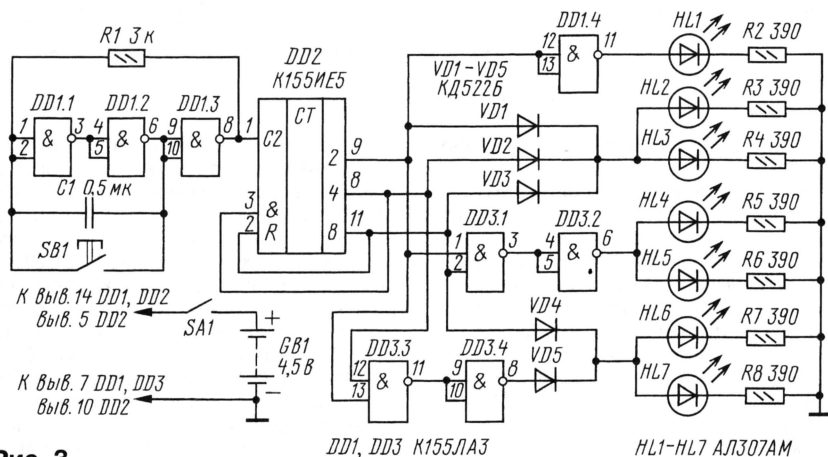 R1 3 к
DD1.1
DD1.2
DD1.3
1
2
&
3
4
5
&
6
9
10
&
8
C1 0,5 мк
SB1
DD2
К155ИЕ5
1
C2
CT
2
9
4
8
8
11
3
&
2
R
VD1-VD5
КД522Б
VD1
VD2
VD3
DD1.4
12
13
&
11
DD3.1
1
2
&
3
DD3.2
4
5
&
6
VD4
VD5
DD3.3
12
13
&
11
DD3.4
9
10
&
8
HL1
R2 390
HL2
R3 390
HL3
R4 390
HL4
R5 390
HL5
R6 390
HL6
R7 390
HL7
R8 390
К выв. 14 DD1, DD2
выв. 5 DD2
SA1
+
GB1
4,5 В
−
К выв. 7 DD1, DD3
выв. 10 DD2
DD1, DD3 К155ЛА3
HL1-HL7 АЛ307АМ